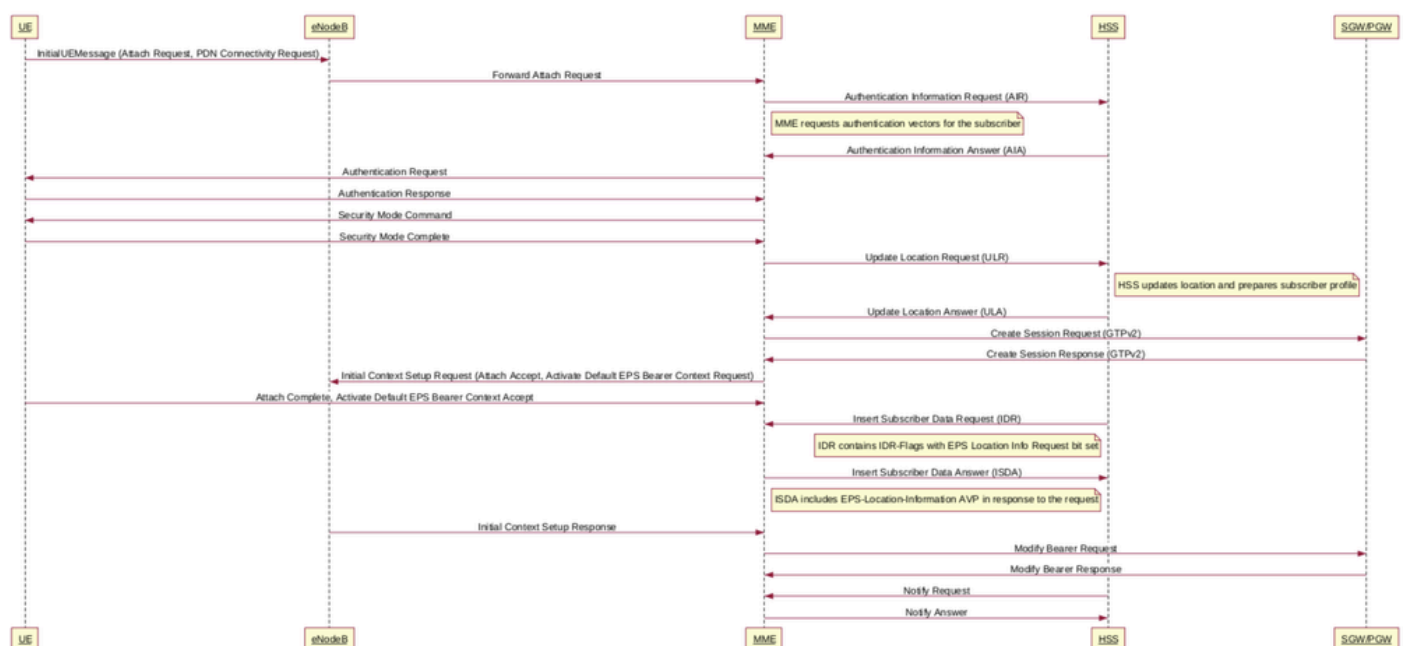 UE eNodeB MME HSS SGW/PGW
InitialUEMessage (Attach Request, PDN Connectivity Request)
Forward Attach Request
Authentication Information Request (AIR)
MME requests authentication vectors for the subscriber
Authentication Information Answer (AIA)
Authentication Request
Authentication Response
Security Mode Command
Security Mode Complete
Update Location Request (ULR)
HSS updates location and prepares subscriber profile
Update Location Answer (ULA)
Create Session Request (GTPv2)
Create Session Response (GTPv2)
Initial Context Setup Request (Attach Accept, Activate Default EPS Bearer Context Request)
Attach Complete, Activate Default EPS Bearer Context Accept
Insert Subscriber Data Request (IDR)
IDR contains IDR-Flags with EPS Location Info Request bit set
Insert Subscriber Data Answer (ISDA)
ISDA includes EPS-Location-Information AVP in response to the request
Initial Context Setup Response
Modify Bearer Request
Modify Bearer Response
Notify Request
Notify Answer
UE eNodeB MME HSS SGW/PGW